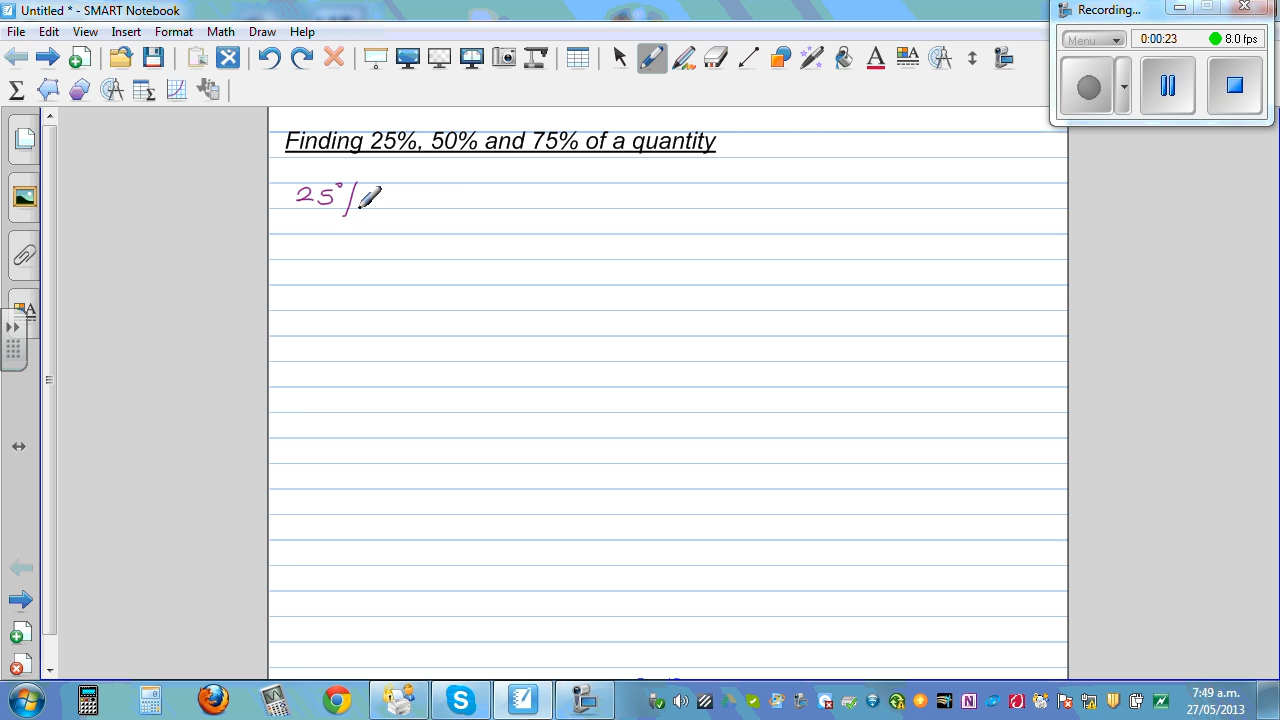 Untitled * - SMART Notebook
File Edit View Insert Format Math Draw Help
Recording...
Menu 0:00:23 8.0 fps
Finding 25%, 50% and 75% of a quantity
25°/
7:49 a.m.
27/05/2013